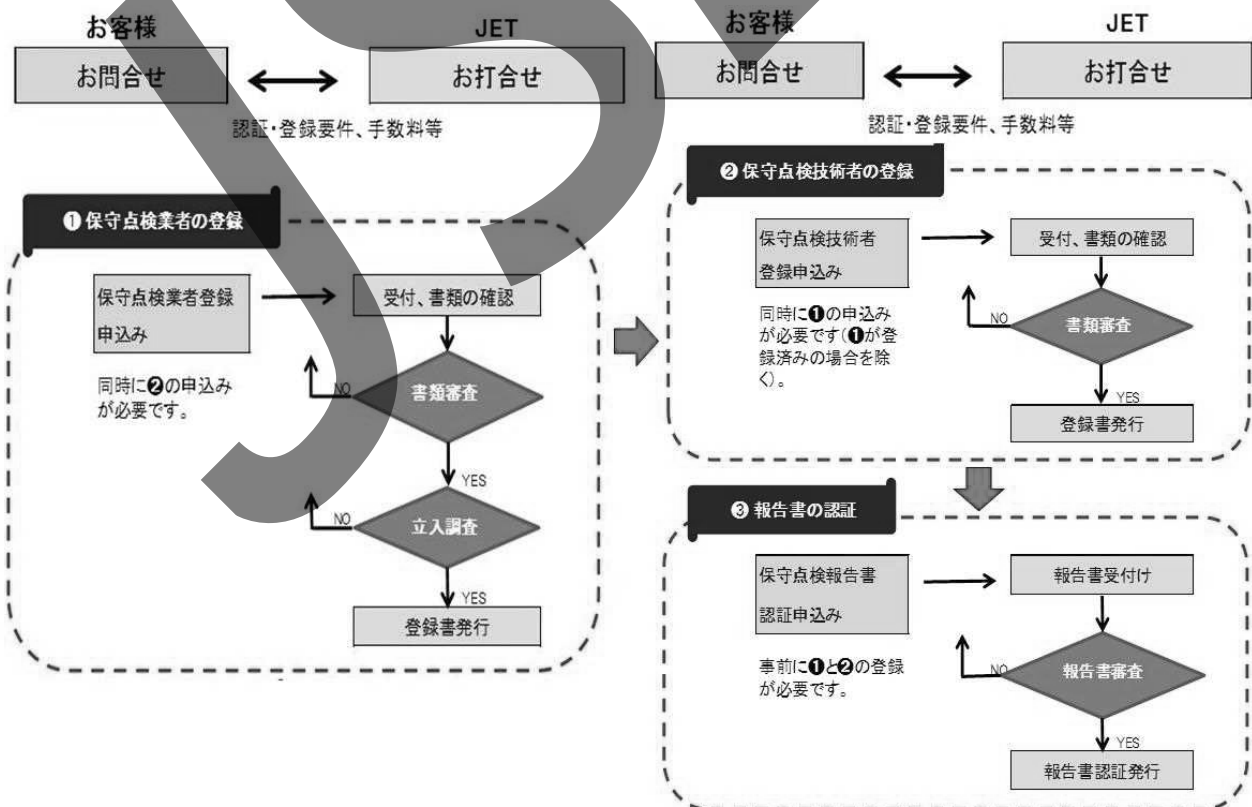 お客様
JET
お問合せ
お打合せ
認証・登録要件、手数料等
❶保守点検業者の登録
保守点検業者登録
申込み
受付、書類の確認
同時に❷の申込み
が必要です。
書類審査
NO
YES
立入調査
NO
YES
登録書発行
お客様
JET
お問合せ
お打合せ
認証・登録要件、手数料等
❷保守点検技術者の登録
保守点検技術者
登録申込み
受付、書類の確認
同時に❶の申込み
が必要です(❶が登
録済みの場合を除
く)。
書類審査
NO
YES
登録書発行
❸報告書の認証
保守点検報告書
認証申込み
報告書受付け
事前に❶と❷の登録
が必要です。
報告書審査
NO
YES
報告書認証発行